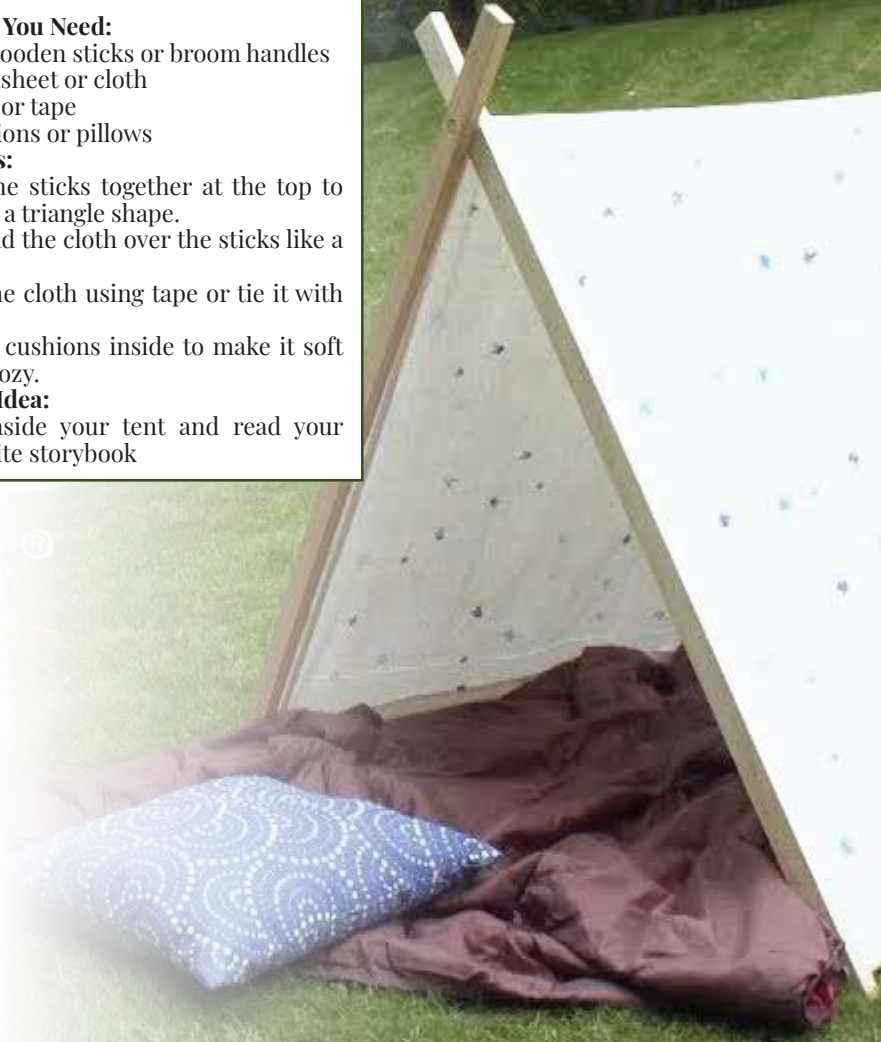 You Need:
ooden sticks or broom handles
sheet or cloth
or tape
ions or pillows
s:
ne sticks together at the top to
a triangle shape.
d the cloth over the sticks like a
ne cloth using tape or tie it with
cushions inside to make it soft
ozy.
Idea:
nside your tent and read your
ite storybook
®